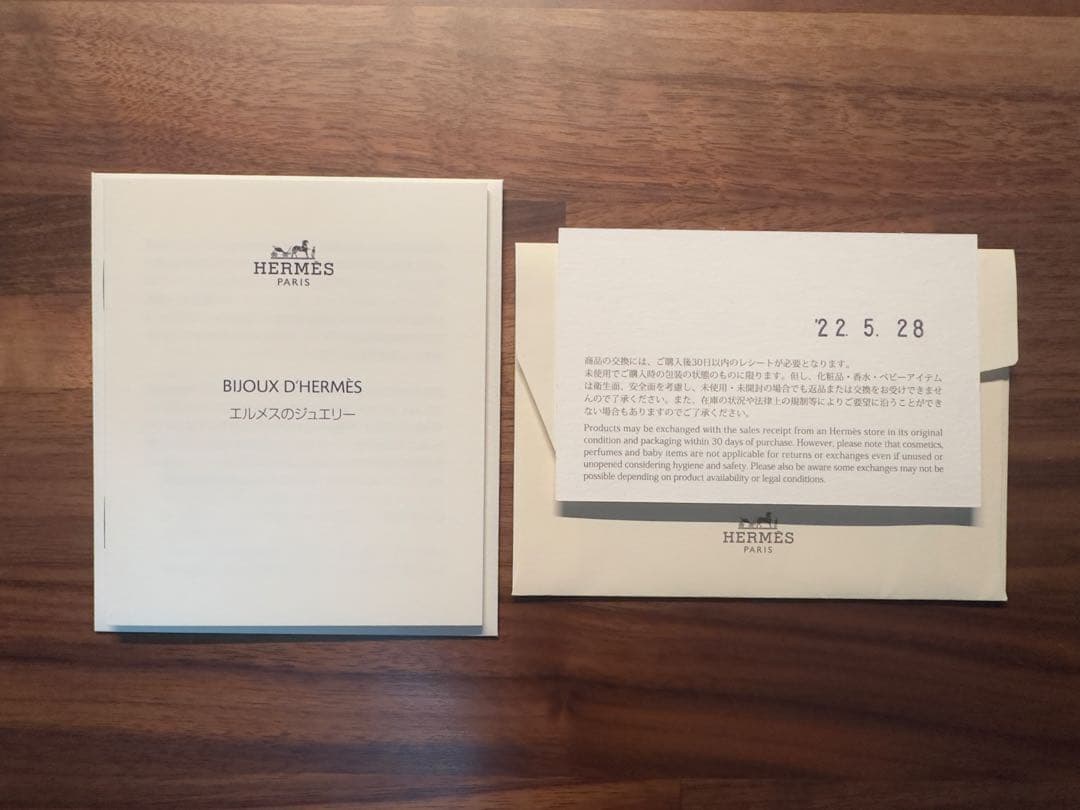 HERMÈS
PARIS
BIJOUX D'HERMÈS
エルメスのジュエリー
'22. 5. 28
商品の交換には、ご購入後30日以内のレシートが必要となります。
未使用でご購入時の包装の状態のものに限ります。但し、化粧品・香水・ベビーアイテム
は衛生面、安全面を考慮し、未使用・未開封の場合でも返品または交換をお受けできませ
んので了承ください。また、在庫の状況や法律上の規制等によりご要望に沿うことができ
ない場合もありますのでご了承ください。
Products may be exchanged with the sales receipt from an Hermès store in its original
condition and packaging within 30 days of purchase. However, please note that cosmetics,
perfumes and baby items are not applicable for returns or exchanges even if unused or
unopened considering hygiene and safety. Please also be aware some exchanges may not be
possible depending on product availability or legal conditions.
HERMÈS
PARIS